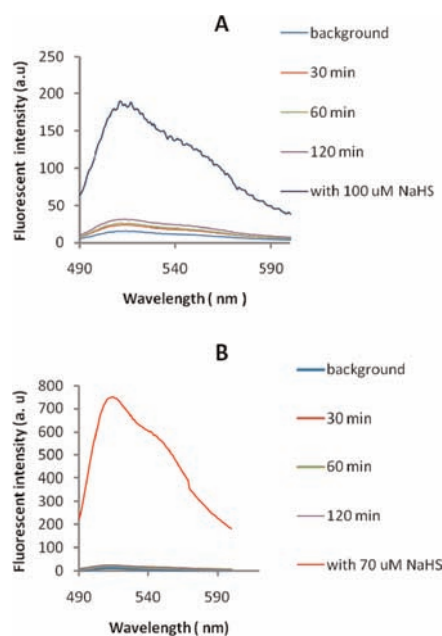 A
Fluorescent intensity (a.u)
250
200
150
100
50
0
490
540
590
Wavelength ( nm )
background
30 min
60 min
120 min
with 100 uM NaHS
B
Fluorescent intensity (a. u)
800
700
600
500
400
300
200
100
0
490
540
590
Wavelength ( nm)
background
30 min
60 min
120 min
with 70 uM NaHS